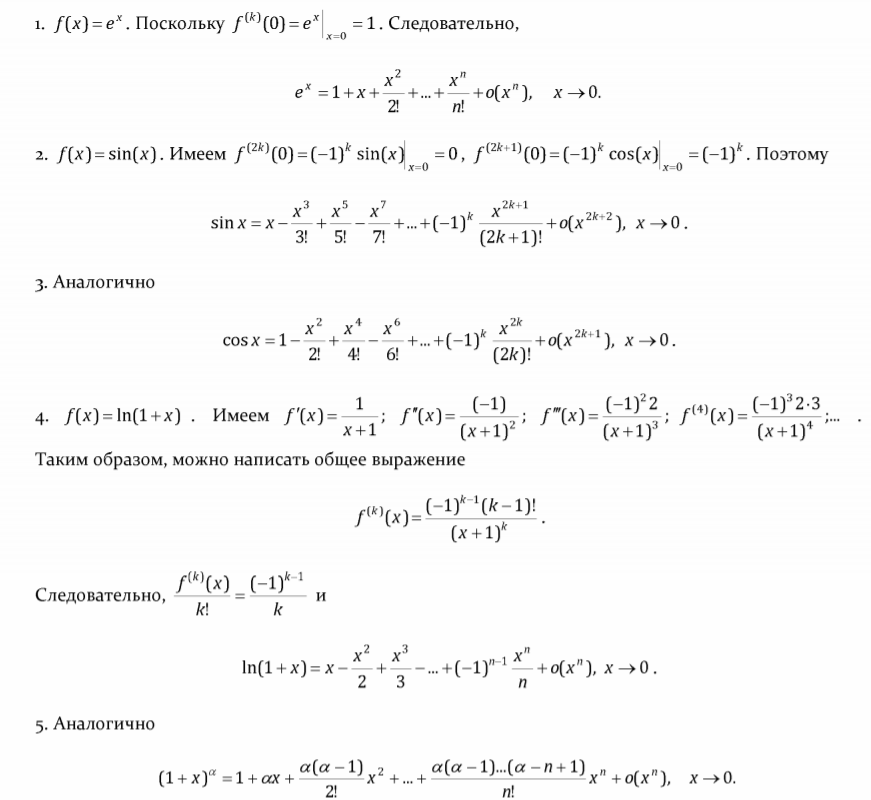 1. f(x)=e^x. Поскольку f^(k)(0)=e^x|_{x=0}=1. Следовательно,
e^x=1+x+x^2/2!+...+x^n/n!+o(x^n), x→0.
2. f(x)=sin(x). Имеем f^(2k)(0)=(−1)^k sin(x)|_{x=0}=0, f^(2k+1)(0)=(−1)^k cos(x)|_{x=0}=(−1)^k. Поэтому
sin x=x−x^3/3!+x^5/5!−x^7/7!+...+(−1)^k x^{2k+1}/(2k+1)!+o(x^{2k+2}), x→0.
3. Аналогично
cos x=1−x^2/2!+x^4/4!−x^6/6!+...+(−1)^k x^{2k}/(2k)!+o(x^{2k+1}), x→0.
4. f(x)=ln(1+x). Имеем f′(x)=1/(x+1); f″(x)=(−1)/(x+1)^2; f‴(x)=(−1)^2 2/(x+1)^3; f^(4)(x)=(−1)^3 2·3/(x+1)^4;... .
Таким образом, можно написать общее выражение
f^(k)(x)=(−1)^{k−1}(k−1)!/(x+1)^k.
Следовательно, f^(k)(x)/k!=(−1)^{k−1}/k и
ln(1+x)=x−x^2/2+x^3/3−...+(−1)^{n−1} x^n/n+o(x^n), x→0.
5. Аналогично
(1+x)^α=1+αx+α(α−1)/2! x^2+...+α(α−1)...(α−n+1)/n! x^n+o(x^n), x→0.